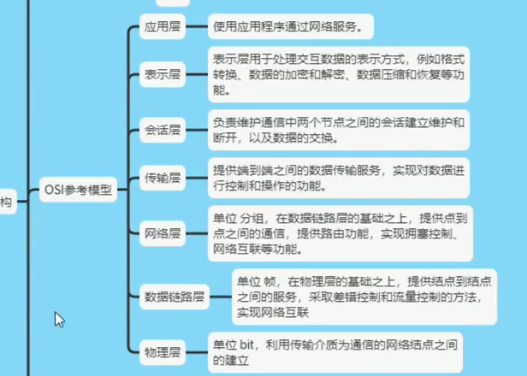 应用层
使用应用程序通过网络服务。
表示层
表示层用于处理交互数据的表示方式，例如格式
转换、数据的加密和解密、数据压缩和恢复等功
能。
会话层
负责维护通信中两个节点之间的会话建立维护和
断开，以及数据的交换。
传输层
提供端到端之间的数据传输服务，实现对数据进
行控制和操作的功能。
构
OSI参考模型
网络层
单位 分组，在数据链路层的基础之上，提供点到
点之间的通信，提供路由功能，实现拥塞控制、
网络互联等功能。
数据链路层
单位 帧，在物理层的基础之上，提供结点到结点
之间的服务，采取差错控制和流量控制的方法，
实现网络互联
物理层
单位 bit，利用传输介质为通信的网络结点之间
的建立